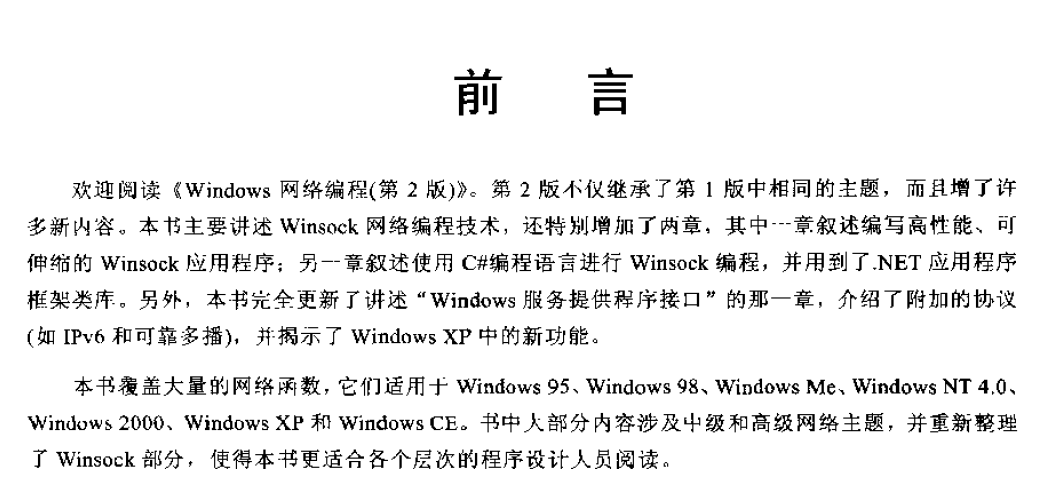 前 言
欢迎阅读《Windows 网络编程(第 2 版)》。第 2 版不仅继承了第 1 版中相同的主题，而且增了许
多新内容。本书主要讲述 Winsock 网络编程技术，还特别增加了两章，其中一章叙述编写高性能、可
伸缩的 Winsock 应用程序；另一章叙述使用 C#编程语言进行 Winsock 编程，并用到了.NET 应用程序
框架类库。另外，本书完全更新了讲述“Windows 服务提供程序接口”的那一章，介绍了附加的协议
(如 IPv6 和可靠多播)，并揭示了 Windows XP 中的新功能。
本书覆盖大量的网络函数，它们适用于 Windows 95、Windows 98、Windows Me、Windows NT 4.0、
Windows 2000、Windows XP 和 Windows CE。书中大部分内容涉及中级和高级网络主题，并重新整理
了 Winsock 部分，使得本书更适合各个层次的程序设计人员阅读。